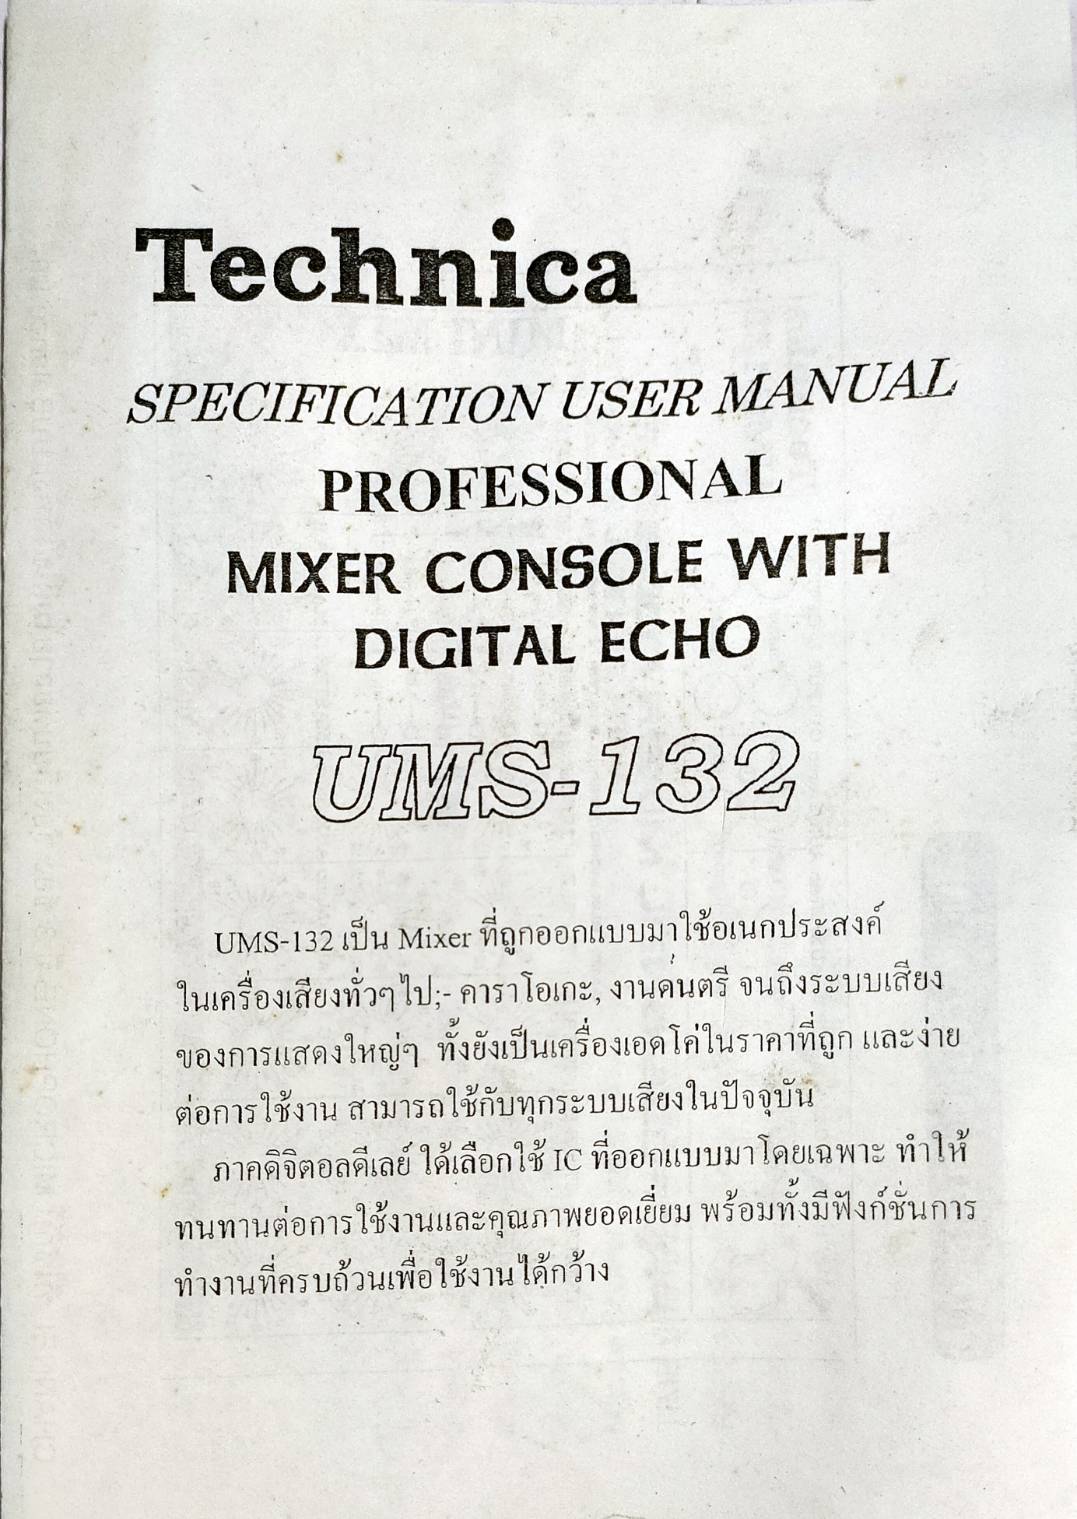 Technica
SPECIFICATION USER MANUAL
PROFESSIONAL
MIXER CONSOLE WITH
DIGITAL ECHO
UMS-132
UMS-132 เป็น Mixer ที่ถูกออกแบบมาใช้อเนกประสงค์
ในเครื่องเสียงทั่วๆไป;- คาราโอเกะ, งานด่นตรี จนถึงระบบเสียง
ของการแสดงใหญ่ๆ ทั้งยังเป็นเครื่องเอดโค่ในราคาที่ถูก และง่าย
ต่อการใช้งาน สามารถใช้กับทุกระบบเสียงในปัจจุบัน
ภาคดิจิตอลดีเลย์ ใด้เลือกใช้ IC ที่ออกแบบมาโดยเฉพาะ ทำให้
ทนทานต่อการใช้งานและคุณภาพยอดเยี่ยม พร้อมทั้งมีฟังก์ชั่นการ
ทำงานที่ครบถ้วนเพื่อใช้งานได้กว้าง